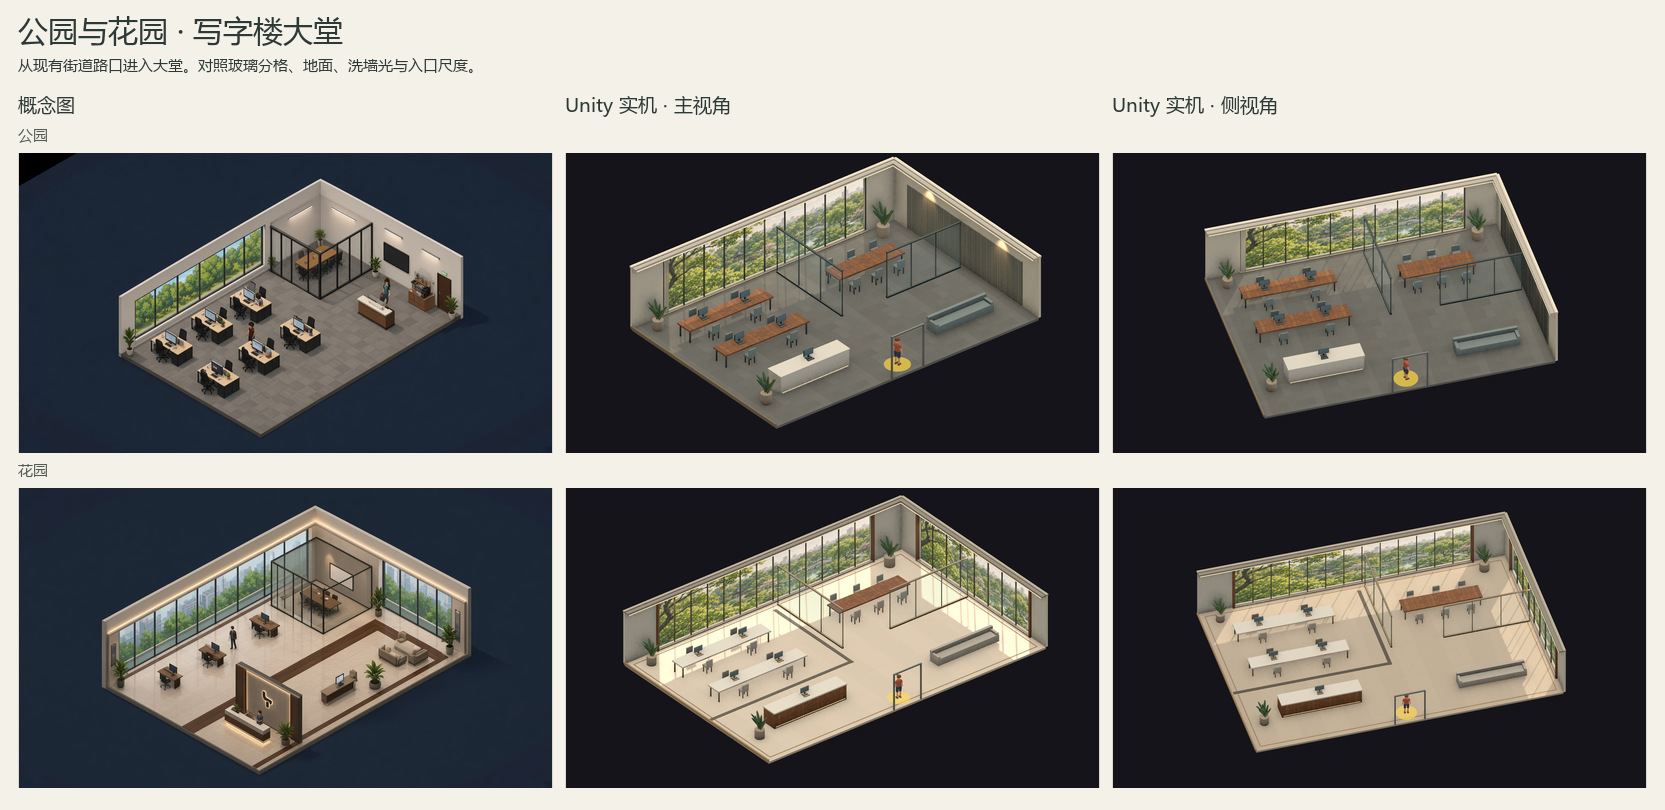 公园与花园 · 写字楼大堂
从现有街道路口进入大堂。对照玻璃分格、地面、洗墙光与入口尺度。
概念图
Unity 实机 · 主视角
Unity 实机 · 侧视角
公园
花园